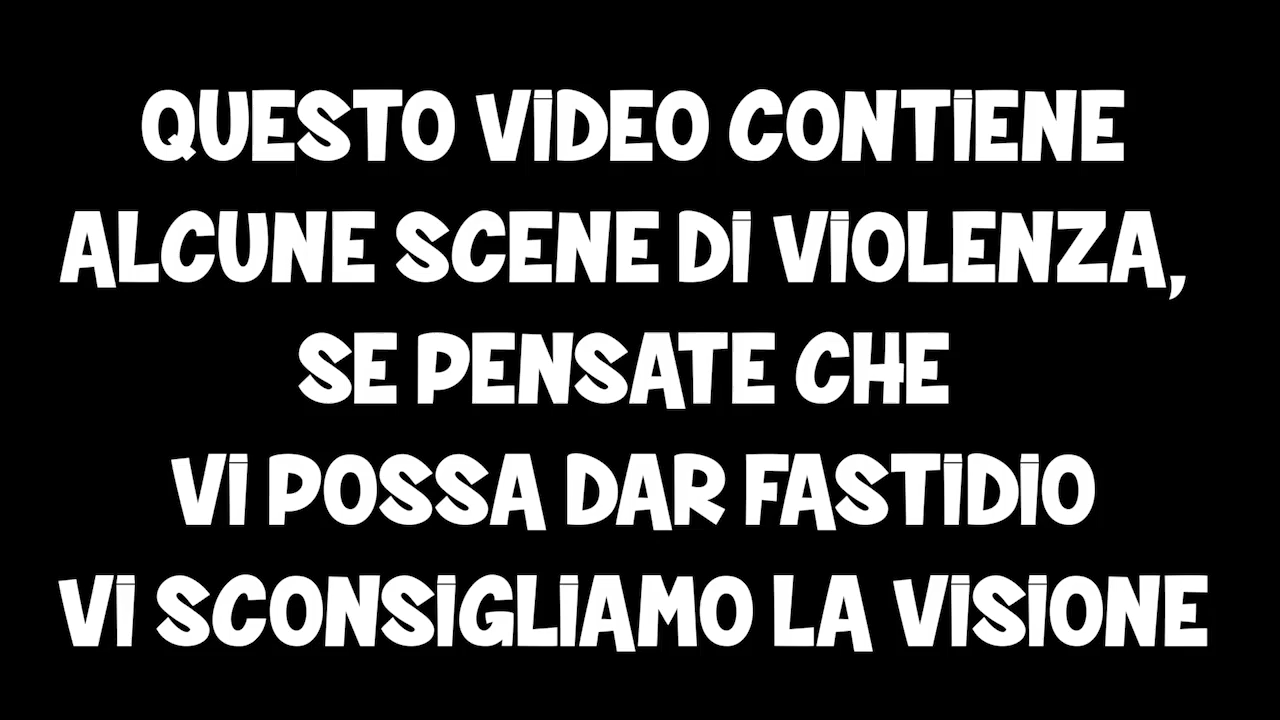 QUESTO VIDEO CONTIENE
ALCUNE SCENE DI VIOLENZA,
SE PENSATE CHE
VI POSSA DAR FASTIDIO
VI SCONSIGLIAMO LA VISIONE